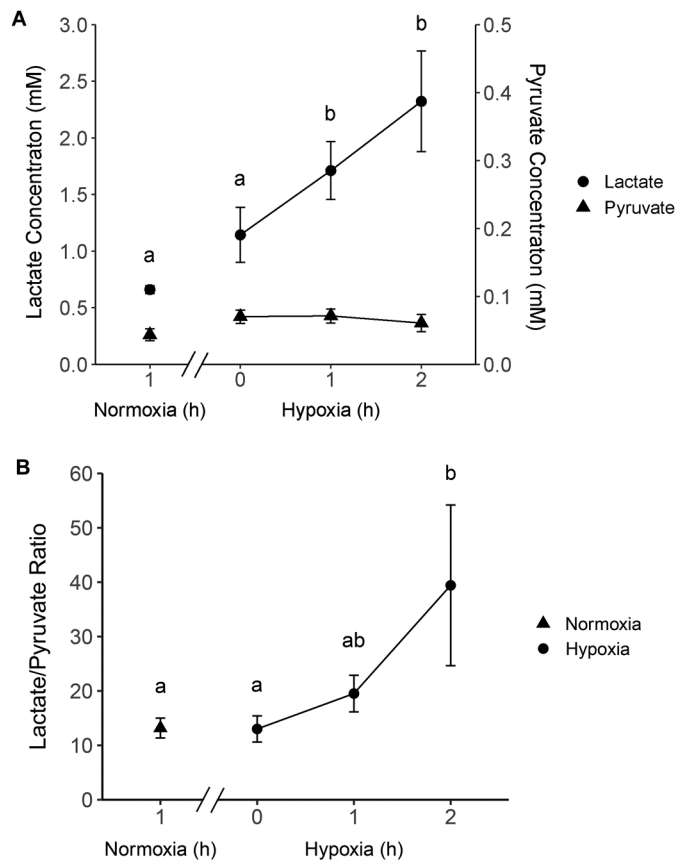 A
b
3.0
0.5
2.5
b
0.4
2.0
a
0.3
Lactate Concentraton (mM)
Pyruvate Concentraton (mM)
1.5
Lactate
Pyruvate
0.2
1.0
a
0.1
0.5
0.0
0.0
1
0
1
2
Normoxia (h)
Hypoxia (h)
B
60
b
50
40
Lactate/Pyruvate Ratio
Normoxia
30
ab
Hypoxia
20
a
a
10
0
1
0
1
2
Normoxia (h)
Hypoxia (h)